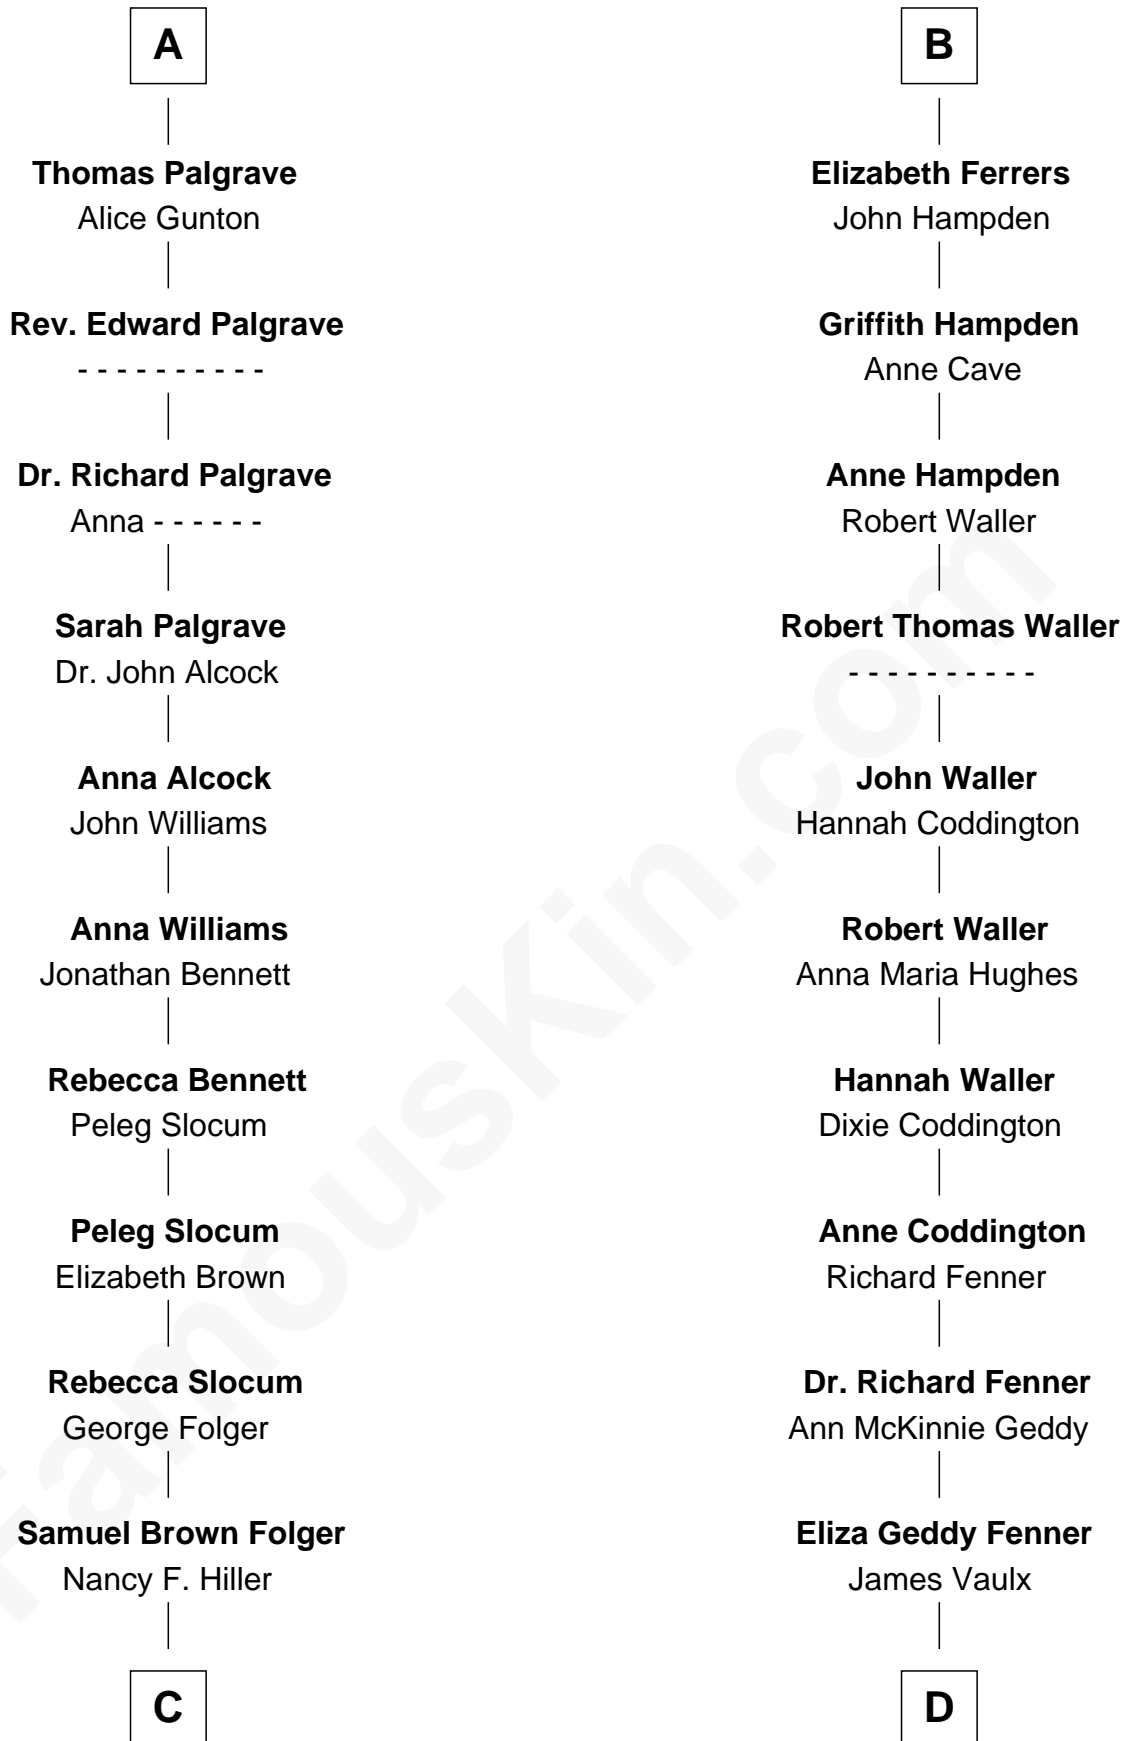 A
Thomas Palgrave
Alice Gunton
Rev. Edward Palgrave
- - - - - - - - - -
Dr. Richard Palgrave
Anna - - - - - -
Sarah Palgrave
Dr. John Alcock
Anna Alcock
John Williams
Anna Williams
Jonathan Bennett
Rebecca Bennett
Peleg Slocum
Peleg Slocum
Elizabeth Brown
Rebecca Slocum
George Folger
Samuel Brown Folger
Nancy F. Hiller
C
B
Elizabeth Ferrers
John Hampden
Griffith Hampden
Anne Cave
Anne Hampden
Robert Waller
Robert Thomas Waller
- - - - - - - - - -
John Waller
Hannah Coddington
Robert Waller
Anna Maria Hughes
Hannah Waller
Dixie Coddington
Anne Coddington
Richard Fenner
Dr. Richard Fenner
Ann McKinnie Geddy
Eliza Geddy Fenner
James Vaulx
D
FamousKin.com